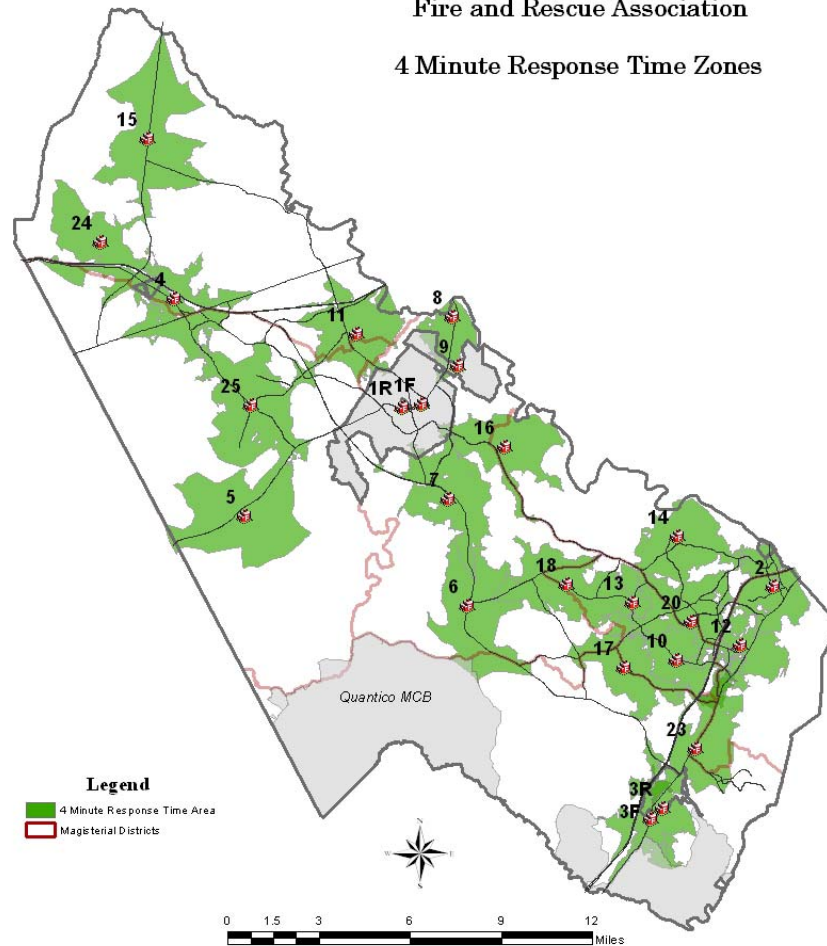 Fire and Rescue Association
4 Minute Response Time Zones
15
24
4
11
8
9
1R
1F
25
16
5
7
14
18
13
2
6
20
12
10
17
Quantico MCB
23
3R
3F
Legend
4 Minute Response Time Area
Magisterial Districts
N
W
E
S
0 1.5 3 6 9 12
Miles